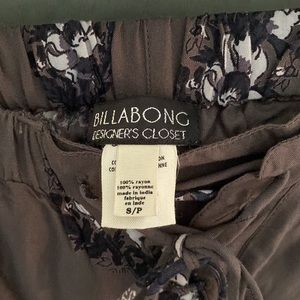 BILLABONG
DESIGNER'S CLOSET
100% rayon
100% rayonne
made in india
fabrique
en Inde
S/P